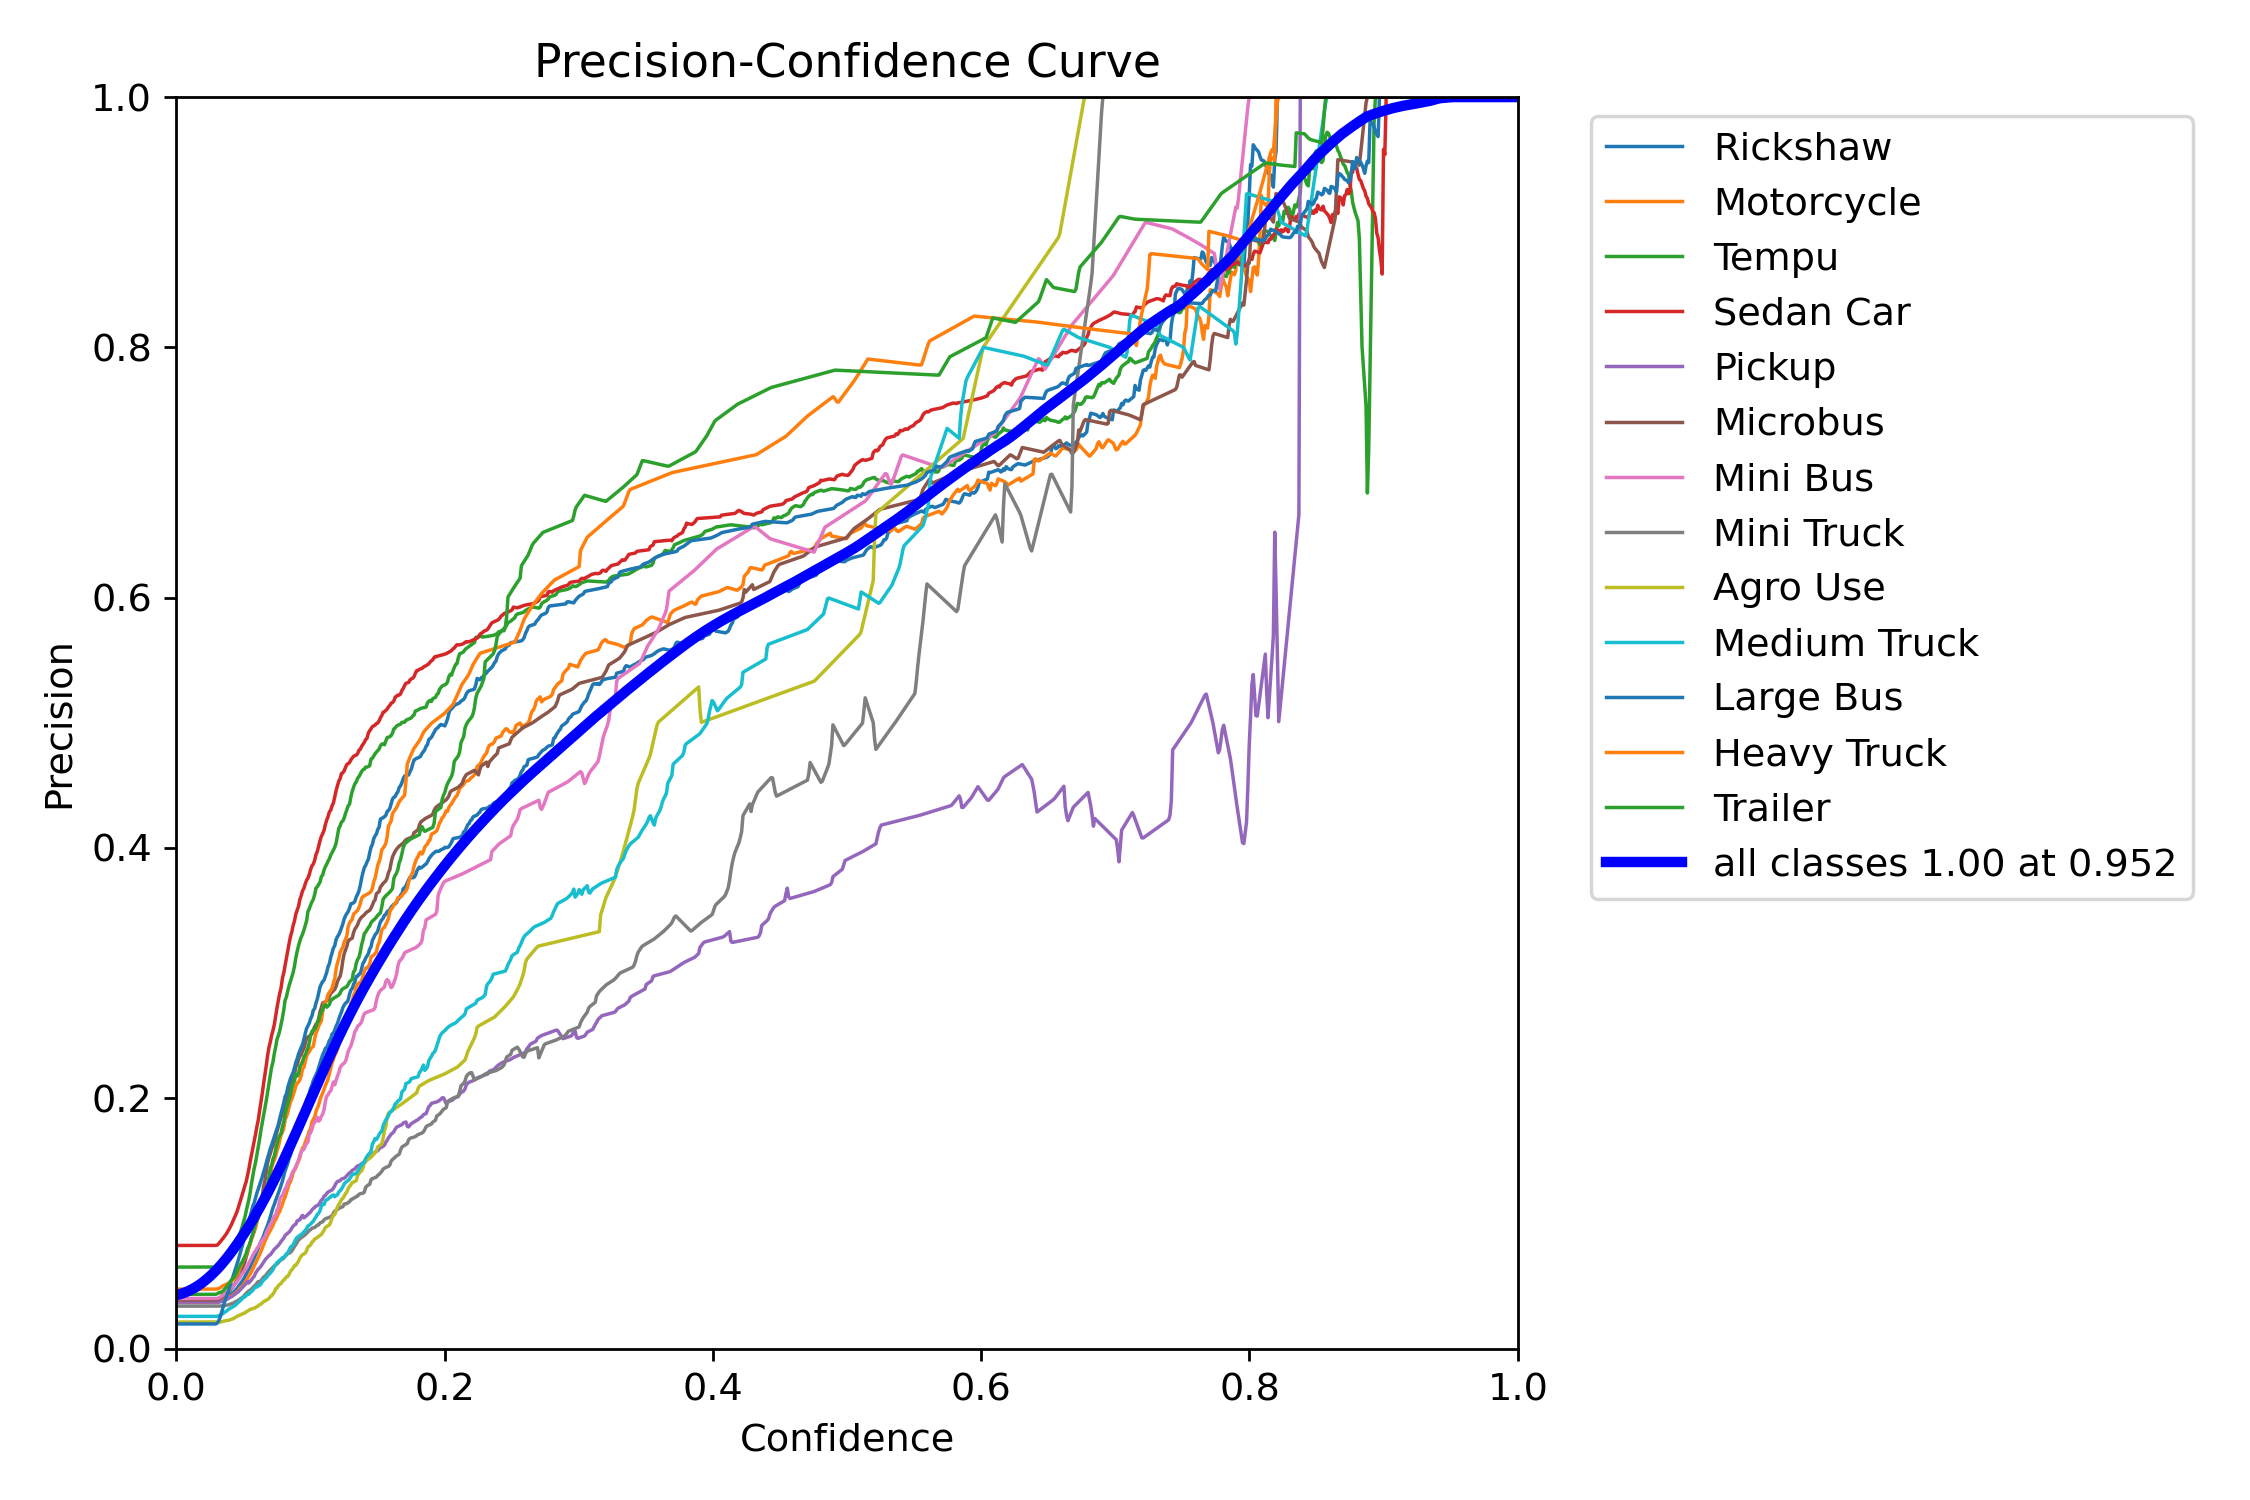 Precision-Confidence Curve
1.0
0.8
0.6
0.4
0.2
0.0
Precision
0.0 0.2 0.4 0.6 0.8 1.0
Confidence
Rickshaw
Motorcycle
Tempu
Sedan Car
Pickup
Microbus
Mini Bus
Mini Truck
Agro Use
Medium Truck
Large Bus
Heavy Truck
Trailer
all classes 1.00 at 0.952